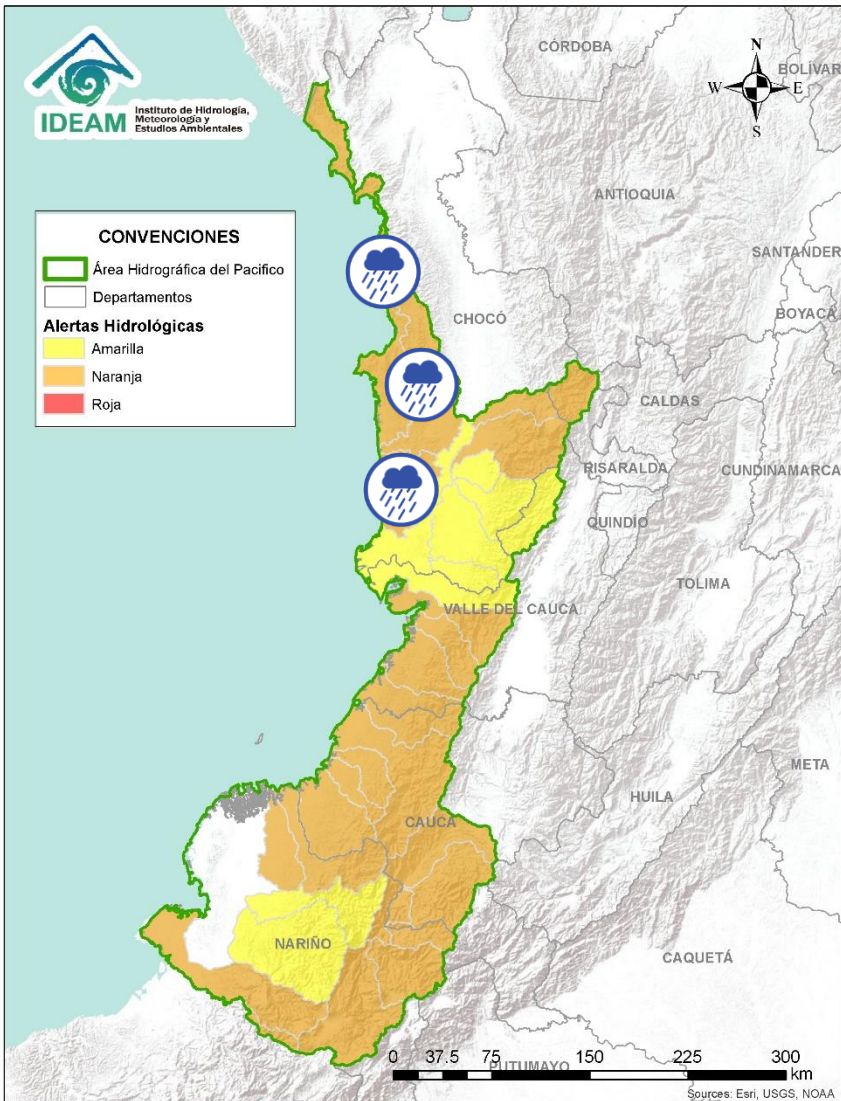 IDEAM
Instituto de Hidrología,
Meteorología y
Estudios Ambientales
CÓRDOBA
N
W
E
S
BOLÍVAR
ANTIOQUIA
SANTANDER
CONVENCIONES
Área Hidrográfica del Pacifico
Departamentos
Alertas Hidrológicas
Amarilla
Naranja
Roja
BOYACÁ
CHOCÓ
CALDAS
RISARALDA
CUNDINAMARCA
QUINDÍO
TOLIMA
VALLE DEL CAUCA
META
HUILA
CAUCA
NARIÑO
CAQUETÁ
PUTUMAYO
0 37.5 75 150 225 300
km
Sources: Esri, USGS, NOAA